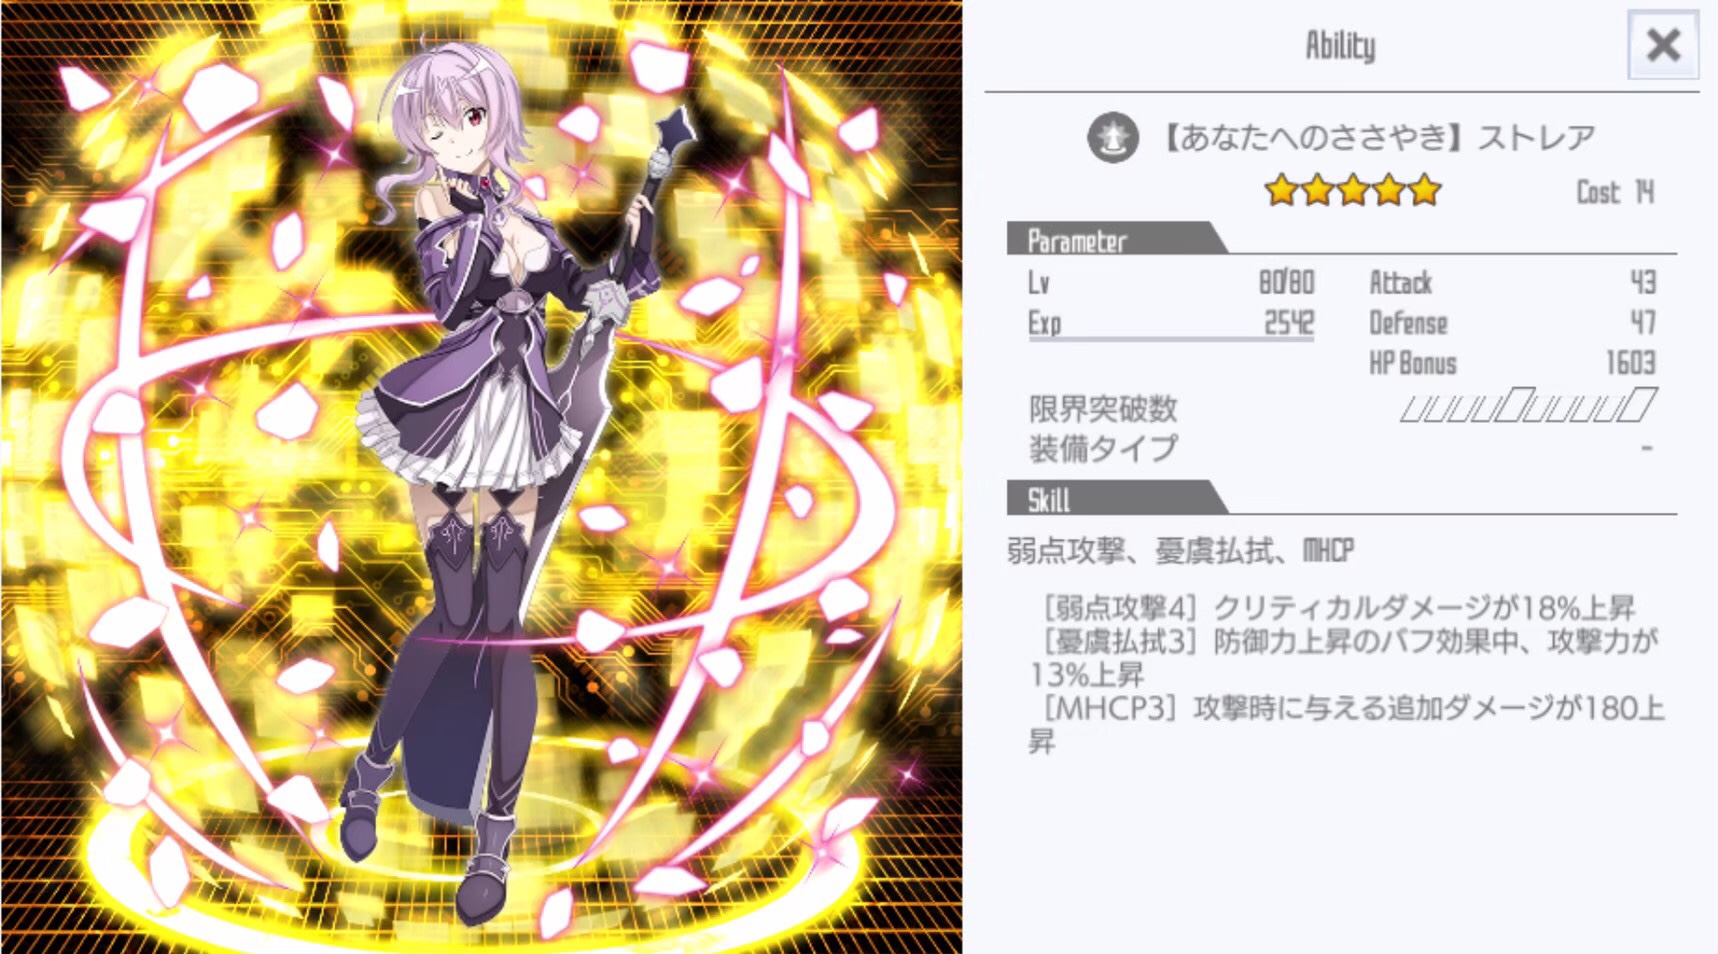 Ability
【あなたへのささやき】ストレア
Cost 14
Parameter
Lv 80/80
Attack 43
Exp 2542
Defense 47
HP Bonus 1603
限界突破数
装備タイプ -
Skill
弱点攻撃、憂虞払拭、MHCP
［弱点攻撃4］クリティカルダメージが18%上昇
［憂虞払拭3］防御力上昇のバフ効果中、攻撃力が
13%上昇
［MHCP3］攻撃時に与える追加ダメージが180上
昇